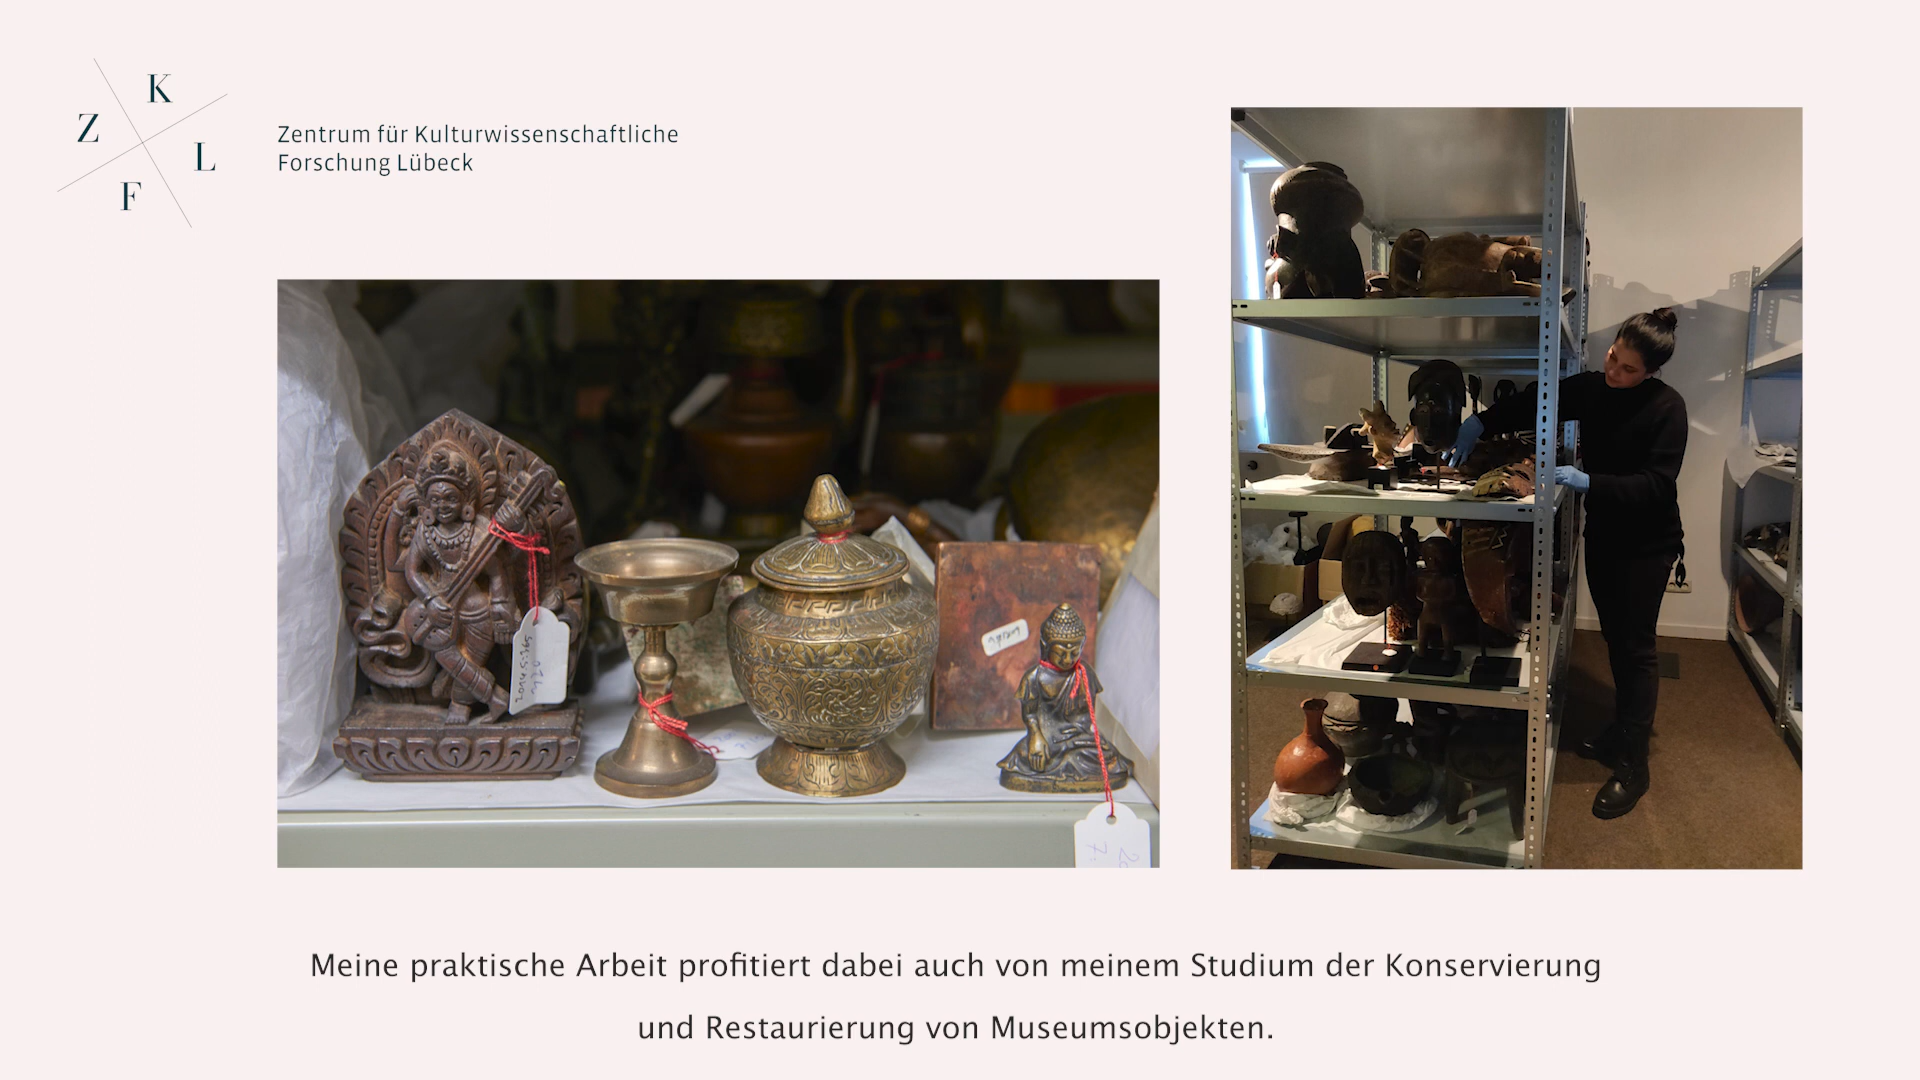 K
Z
L
F
Zentrum für Kulturwissenschaftliche
Forschung Lübeck
Meine praktische Arbeit profitiert dabei auch von meinem Studium der Konservierung
und Restaurierung von Museumsobjekten.